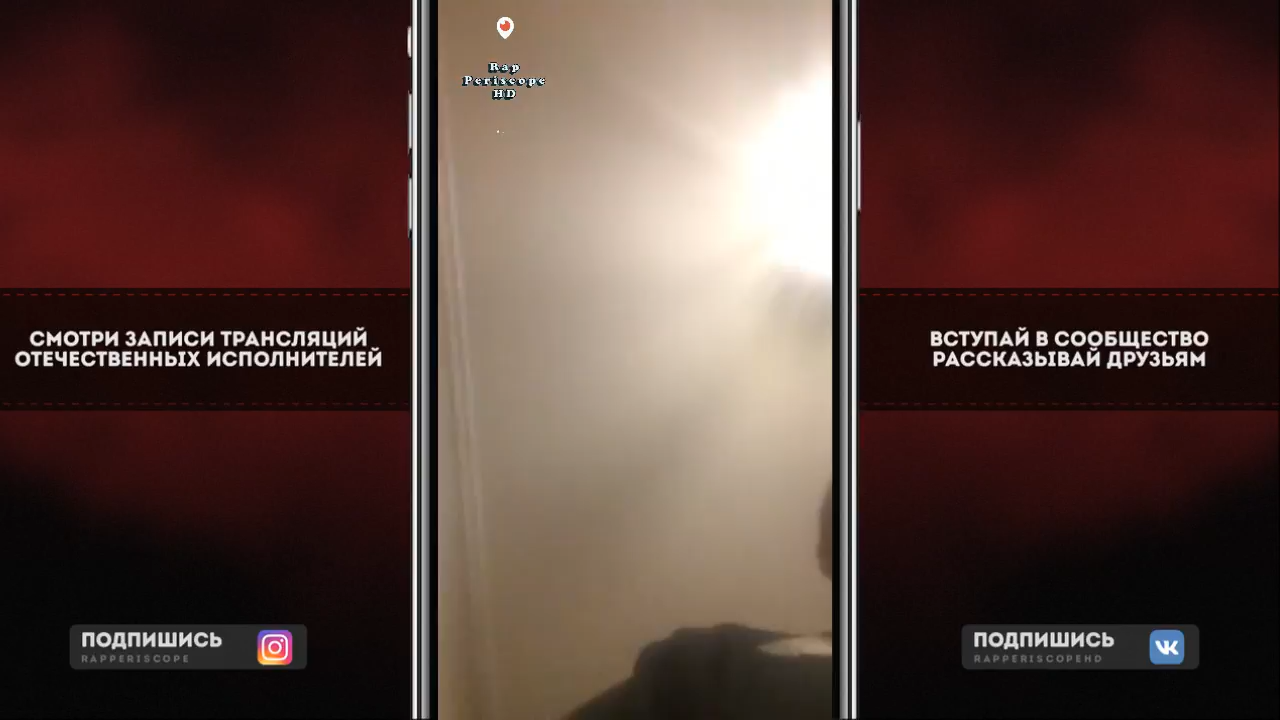 Rap
Periscope
HD
СМОТРИ ЗАПИСИ ТРАНСЛЯЦИЙ
ОТЕЧЕСТВЕННЫХ ИСПОЛНИТЕЛЕЙ
ВСТУПАЙ В СООБЩЕСТВО
РАССКАЗЫВАЙ ДРУЗЬЯМ
ПОДПИШИСЬ
RAPPERISCOPE
ПОДПИШИСЬ
RAPPERISCOPEHD